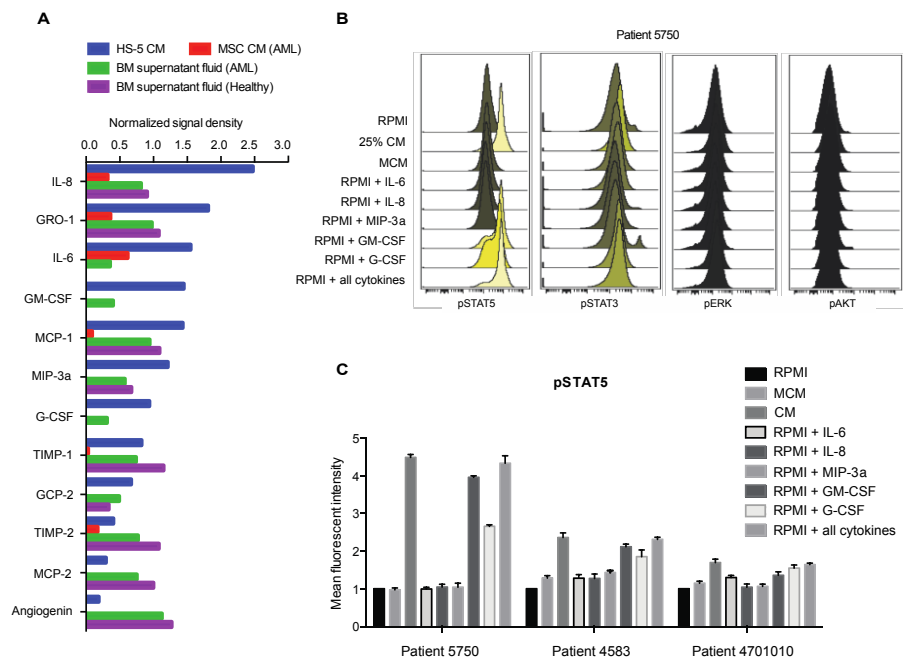 A
HS-5 CM
MSC CM (AML)
BM supernatant fluid (AML)
BM supernatant fluid (Healthy)
Normalized signal density
0.0 0.5 1.0 1.5 2.0 2.5 3.0
IL-8
GRO-1
IL-6
GM-CSF
MCP-1
MIP-3a
G-CSF
TIMP-1
GCP-2
TIMP-2
MCP-2
Angiogenin
B
Patient 5750
RPMI
25% CM
MCM
RPMI + IL-6
RPMI + IL-8
RPMI + MIP-3a
RPMI + GM-CSF
RPMI + G-CSF
RPMI + all cytokines
pSTAT5 pSTAT3 pERK pAKT
C
pSTAT5
RPMI
MCM
CM
RPMI + IL-6
RPMI + IL-8
RPMI + MIP-3a
RPMI + GM-CSF
RPMI + G-CSF
RPMI + all cytokines
Mean fluorescent intensity
5
4
3
2
1
0
Patient 5750 Patient 4583 Patient 4701010